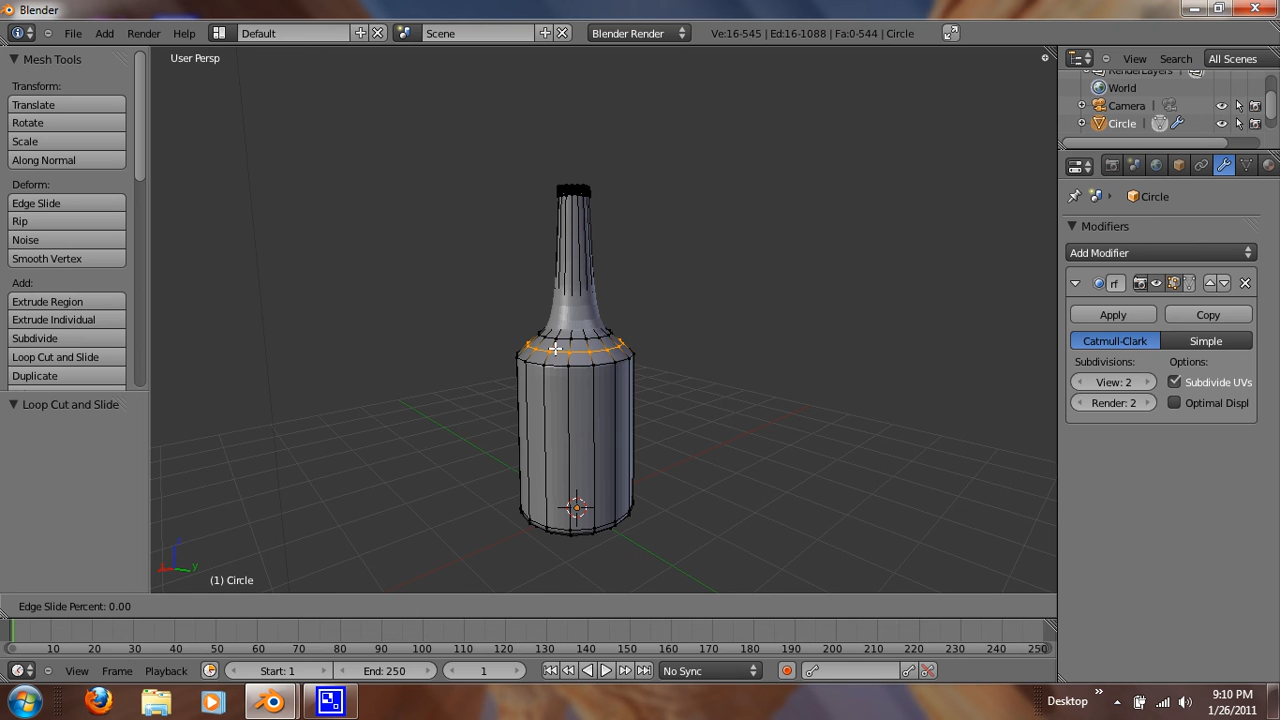 Blender
File Add Render Help Default Scene Blender Render Ve:16-545 | Ed:16-1088 | Fa:0-544 | Circle
Mesh Tools
Transform:
Translate
Rotate
Scale
Along Normal
Deform:
Edge Slide
Rip
Noise
Smooth Vertex
Add:
Extrude Region
Extrude Individual
Subdivide
Loop Cut and Slide
Duplicate
Loop Cut and Slide
User Persp
(1) Circle
View Search All Scenes
RenderLayers
World
Camera
Circle
Circle
Modifiers
Add Modifier
rf
Apply Copy
Catmull-Clark Simple
Subdivisions: Options:
View: 2 Subdivide UVs
Render: 2 Optimal Displ
z
y
Edge Slide Percent: 0.00
0 10 20 30 40 50 60 70 80 90 100 110 120 130 140 150 160 170 180 190 200 210 220 230 240 250
View Frame Playback Start: 1 End: 250 1 No Sync
Desktop » 9:10 PM
1/26/2011